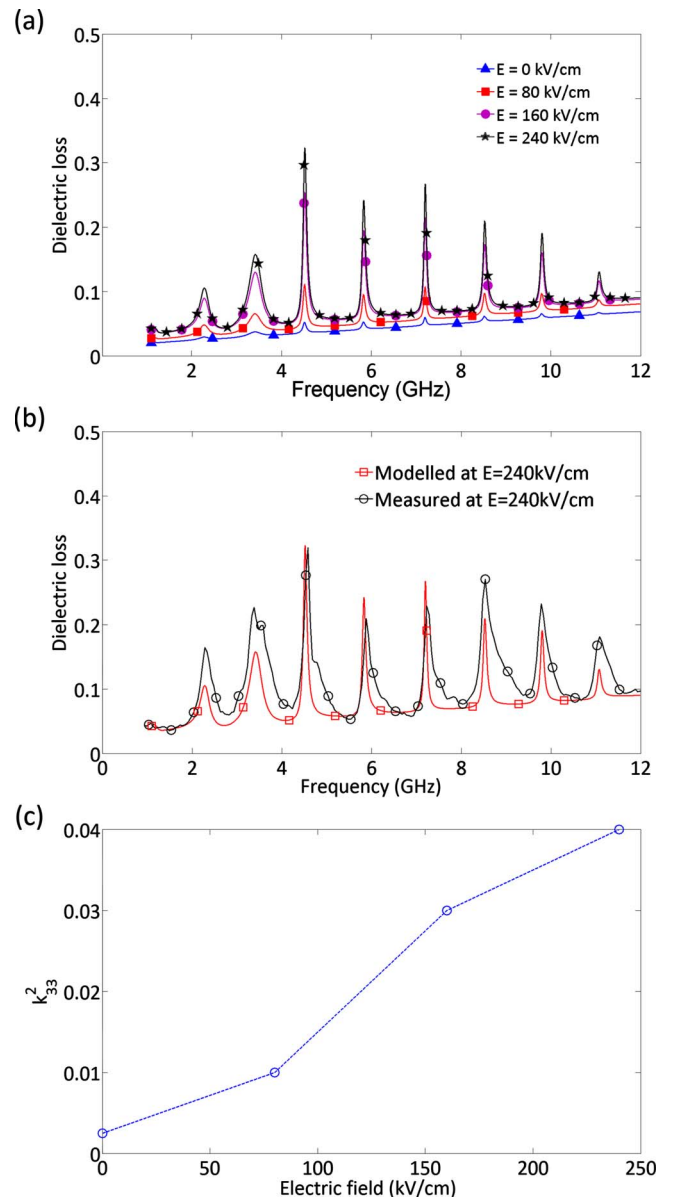 (a)
0.5
0.4
0.3
0.2
0.1
0
Dielectric loss
E = 0 kV/cm
E = 80 kV/cm
E = 160 kV/cm
E = 240 kV/cm
2 4 6 8 10 12
Frequency (GHz)
(b)
0.5
0.4
0.3
0.2
0.1
0
Dielectric loss
Modelled at E=240kV/cm
Measured at E=240kV/cm
2 4 6 8 10 12
Frequency (GHz)
(c)
0.04
0.03
0.02
0.01
0
k²₃₃
0 50 100 150 200 250
Electric field (kV/cm)